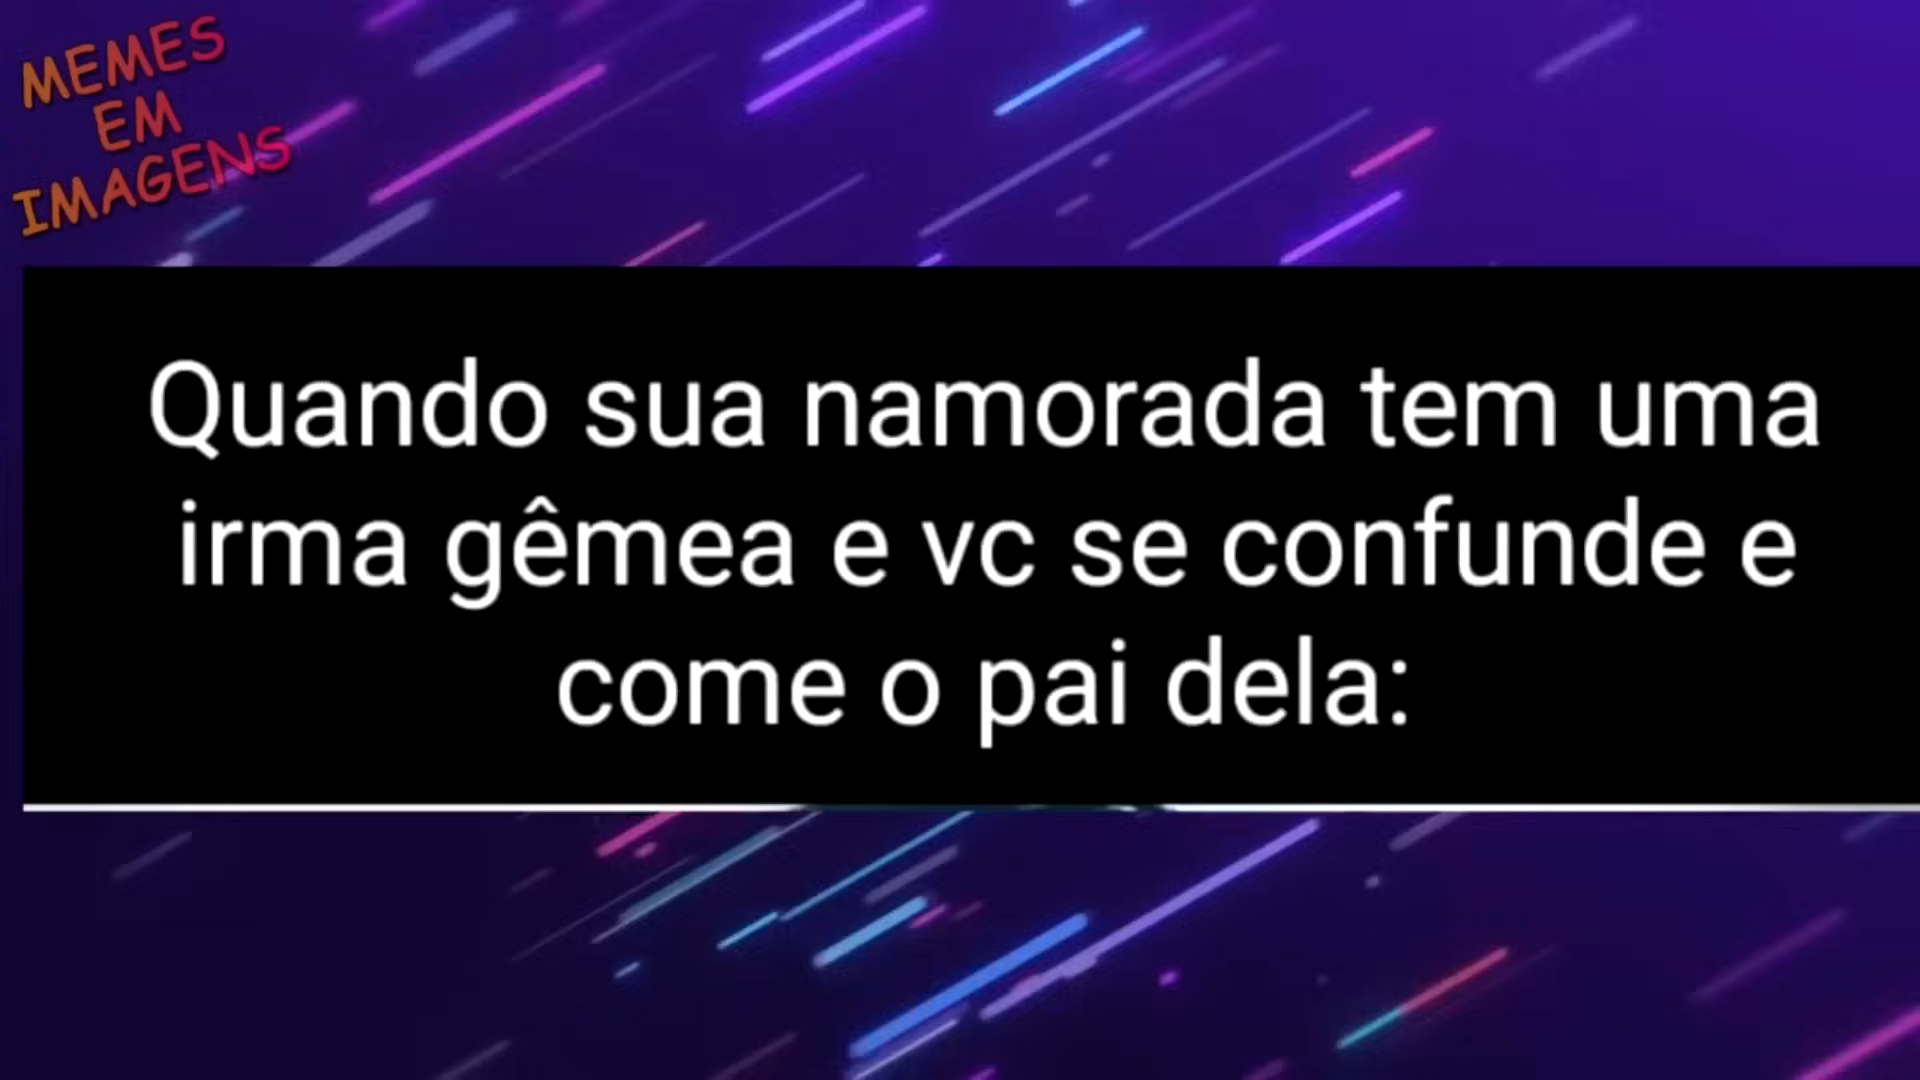 MEMES
EM
IMAGENS
Quando sua namorada tem uma
irma gêmea e vc se confunde e
come o pai dela: